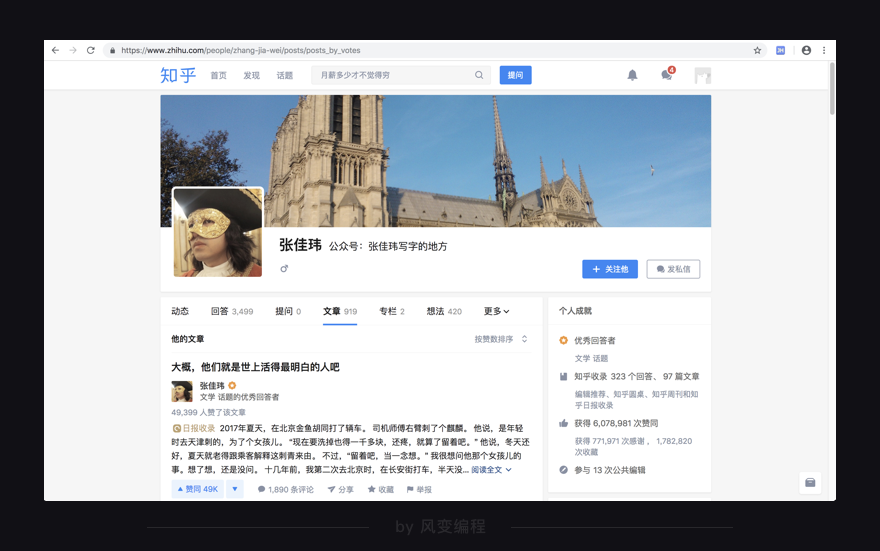 https://www.zhihu.com/people/zhang-jia-wei/posts/posts_by_votes
知乎 首页 发现 话题 月薪多少才不觉得穷 提问 4
张佳玮 公众号：张佳玮写字的地方
关注他 发私信
动态 回答 3,499 提问 0 文章 919 专栏 2 想法 420 更多
他的文章 按赞数排序
大概，他们就是世上活得最明白的人吧
张佳玮
文学 话题的优秀回答者
49,399 人赞了该文章
日报收录 2017年夏天，在北京金鱼胡同打了辆车。 司机师傅右臂刺了个麒麟。 他说，是年轻
时去天津刺的，为了个女孩儿。 “现在要洗掉也得一千多块，还疼，就算了留着吧。” 他说，冬天还
好，夏天就老得跟乘客解释这刺青来由。 不过，“留着吧，当一念想。” 我很想问他那个女孩儿的
事。想了想，还是没问。 十几年前，我第二次去北京时，在长安街打车，半天没... 阅读全文
赞同 49K 1,890 条评论 分享 收藏 举报
个人成就
优秀回答者
文学 话题
知乎收录 323 个回答、 97 篇文章
编辑推荐、知乎圆桌、知乎周刊和知
乎日报收录
获得 6,078,981 次赞同
获得 771,971 次感谢 ，1,782,820
次收藏
参与 13 次公共编辑
by 风变编程